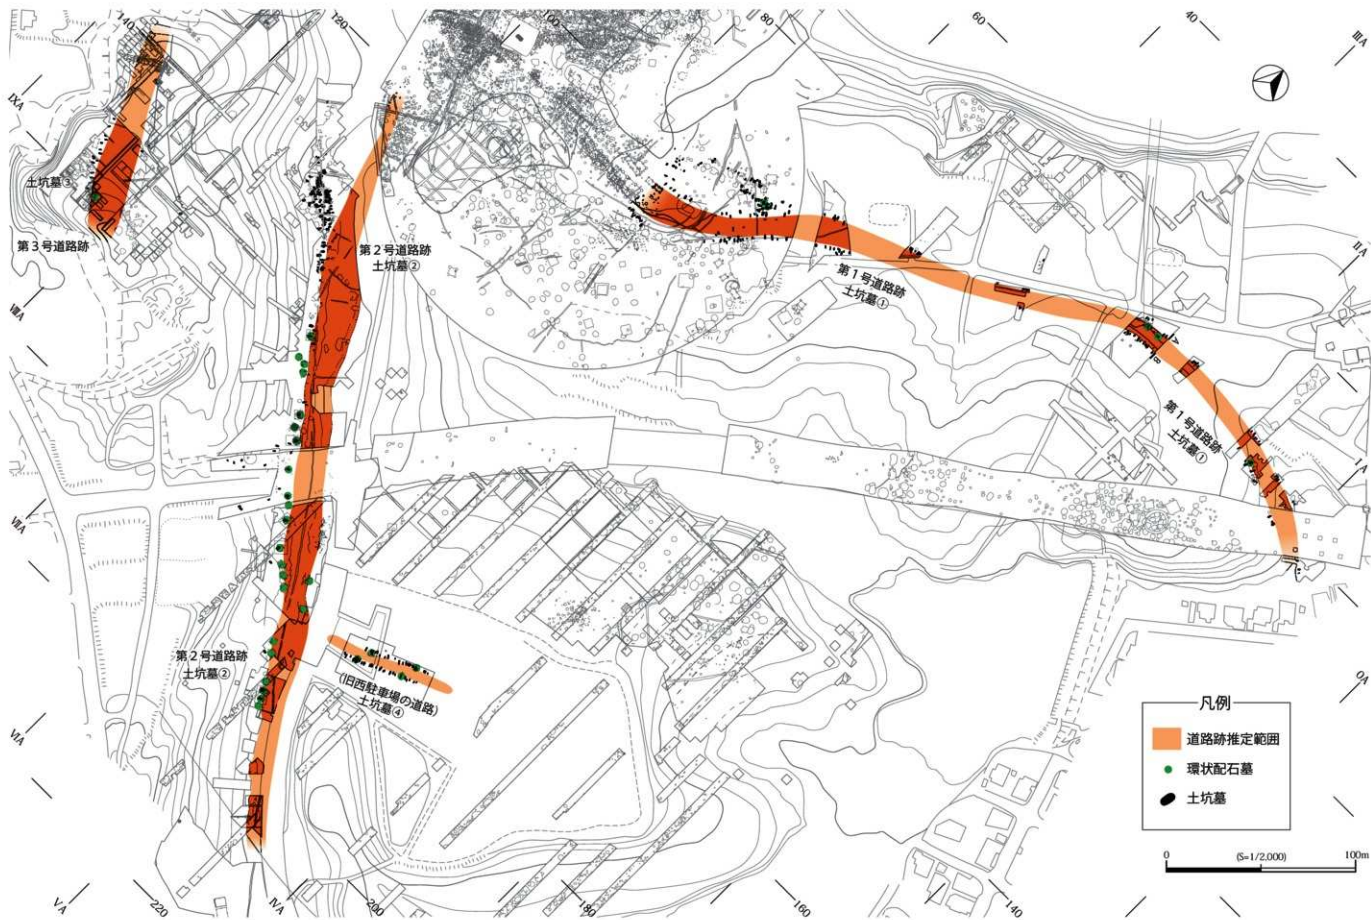 140
120
100
80
60
40
ⅢA
ⅨA
土坑墓③
第3号道路跡
第2号道路跡
土坑墓②
第1号道路跡
土坑墓①
ⅡA
ⅧA
第1号道路跡
土坑墓①
ⅠA
ⅦA
第2号道路跡
土坑墓②
(旧西駐車場の道路)
土坑墓④
OA
ⅥA
凡例
道路跡推定範囲
環状配石墓
土坑墓
0 (S=1/2,000) 100m
ⅤA
220
ⅣA
200
180
160
140